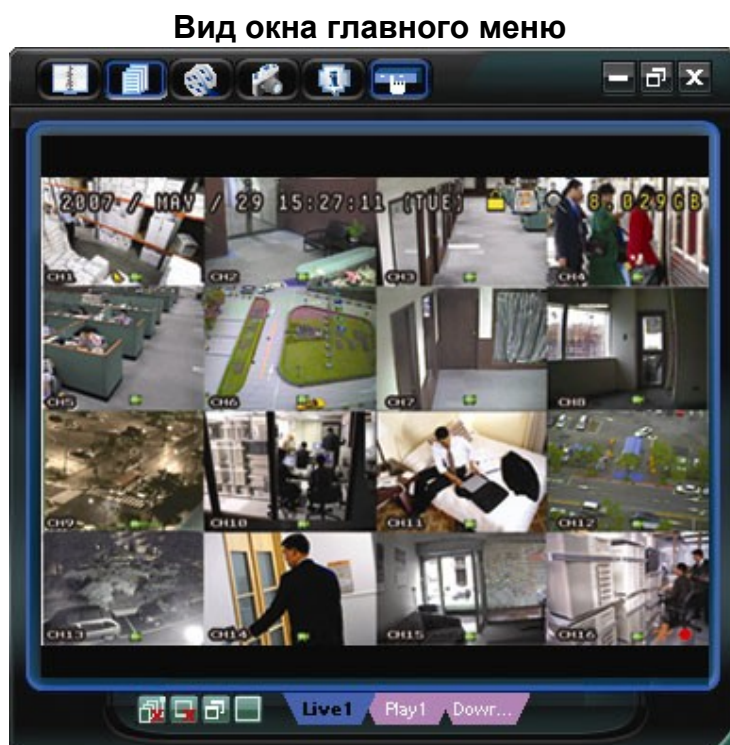 Вид окна главного меню
2007 / MAY / 29 15:27:11 (TUE) 8.029GB
CH1 CH2 CH3 CH4
CH5 CH6 CH7 CH8
CH9 CH10 CH11 CH12
CH13 CH14 CH15 CH16
Live1 Play1 Dowr...